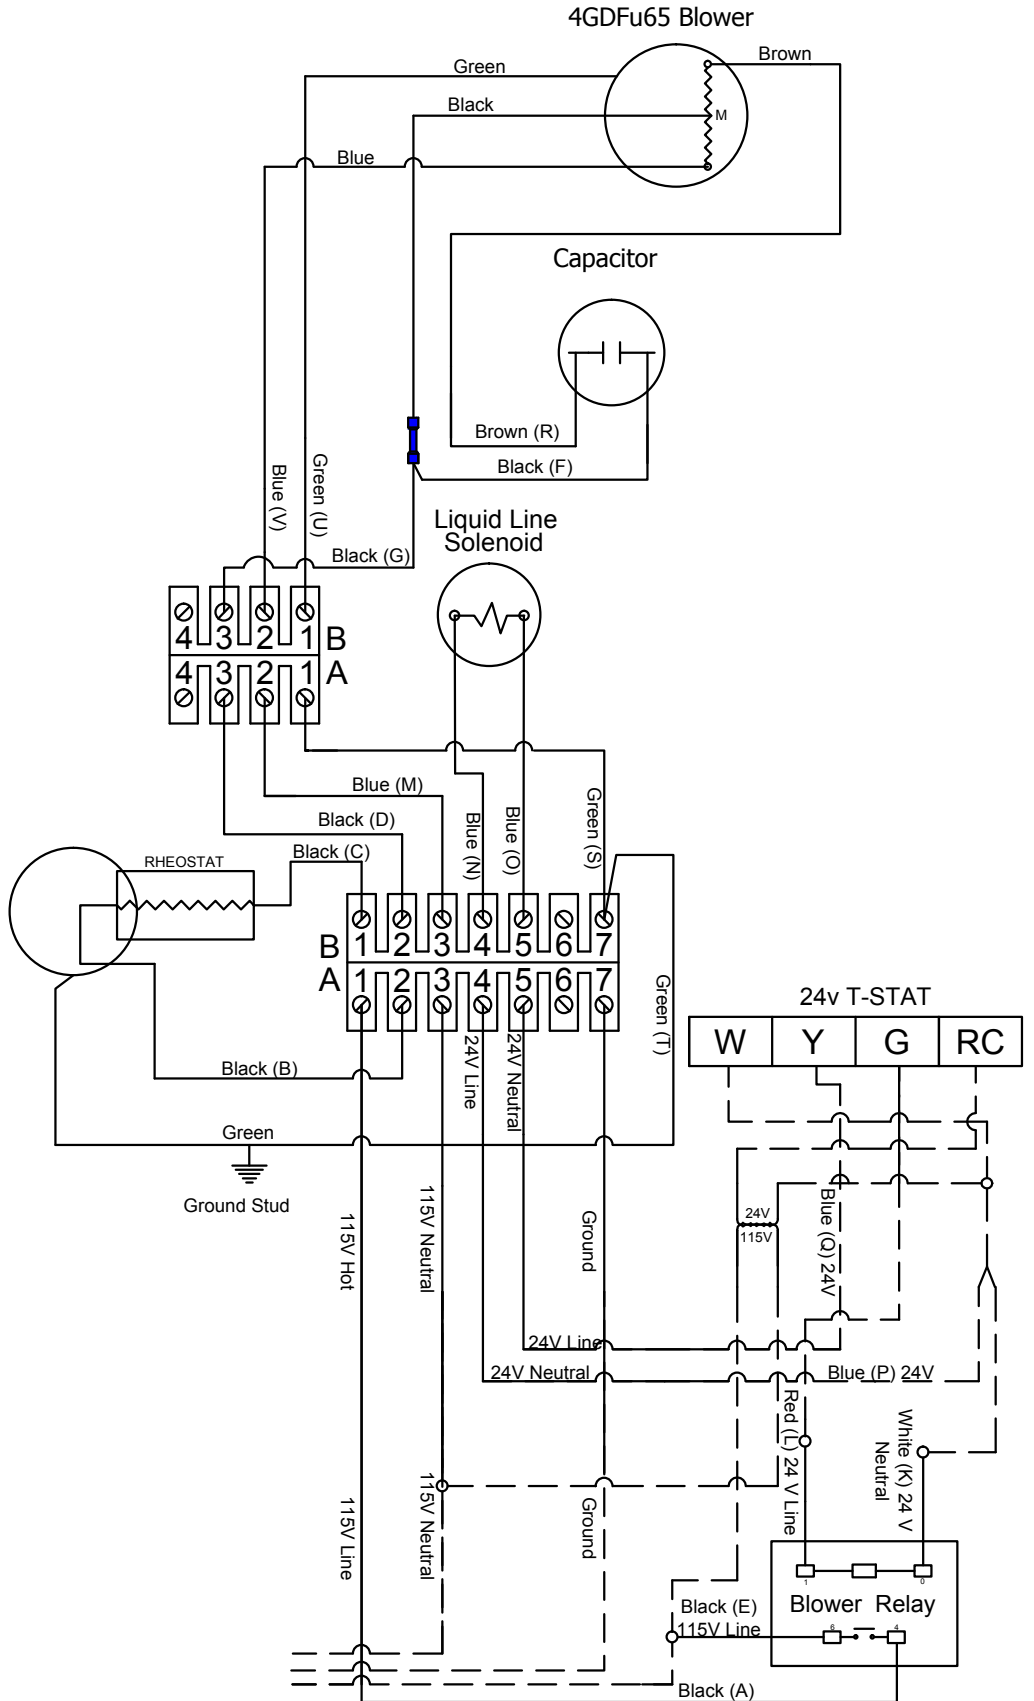 4GDFu65 Blower
Brown
Green
Black
M
Blue
Capacitor
Brown (R)
Black (F)
Blue (V)
Green (U)
Liquid Line
Solenoid
Black (G)
4 3 2 1 B
4 3 2 1 A
Blue (M)
Black (D)
Black (C)
Blue (N)
Blue (O)
Green (S)
RHEOSTAT
B 1 2 3 4 5 6 7
A 1 2 3 4 5 6 7
Green (T)
24v T-STAT
W Y G RC
Black (B)
24V Line
24V Neutral
Green
Ground Stud
115V Hot
115V Neutral
Ground
24V
115V
Blue (Q) 24V
24V Line
24V Neutral
Blue (P) 24V
Red (L) 24 V Line
White (K) 24 V
Neutral
115V Line
115V Neutral
Ground
1
0
Blower Relay
Black (E)
115V Line
6
4
Black (A)